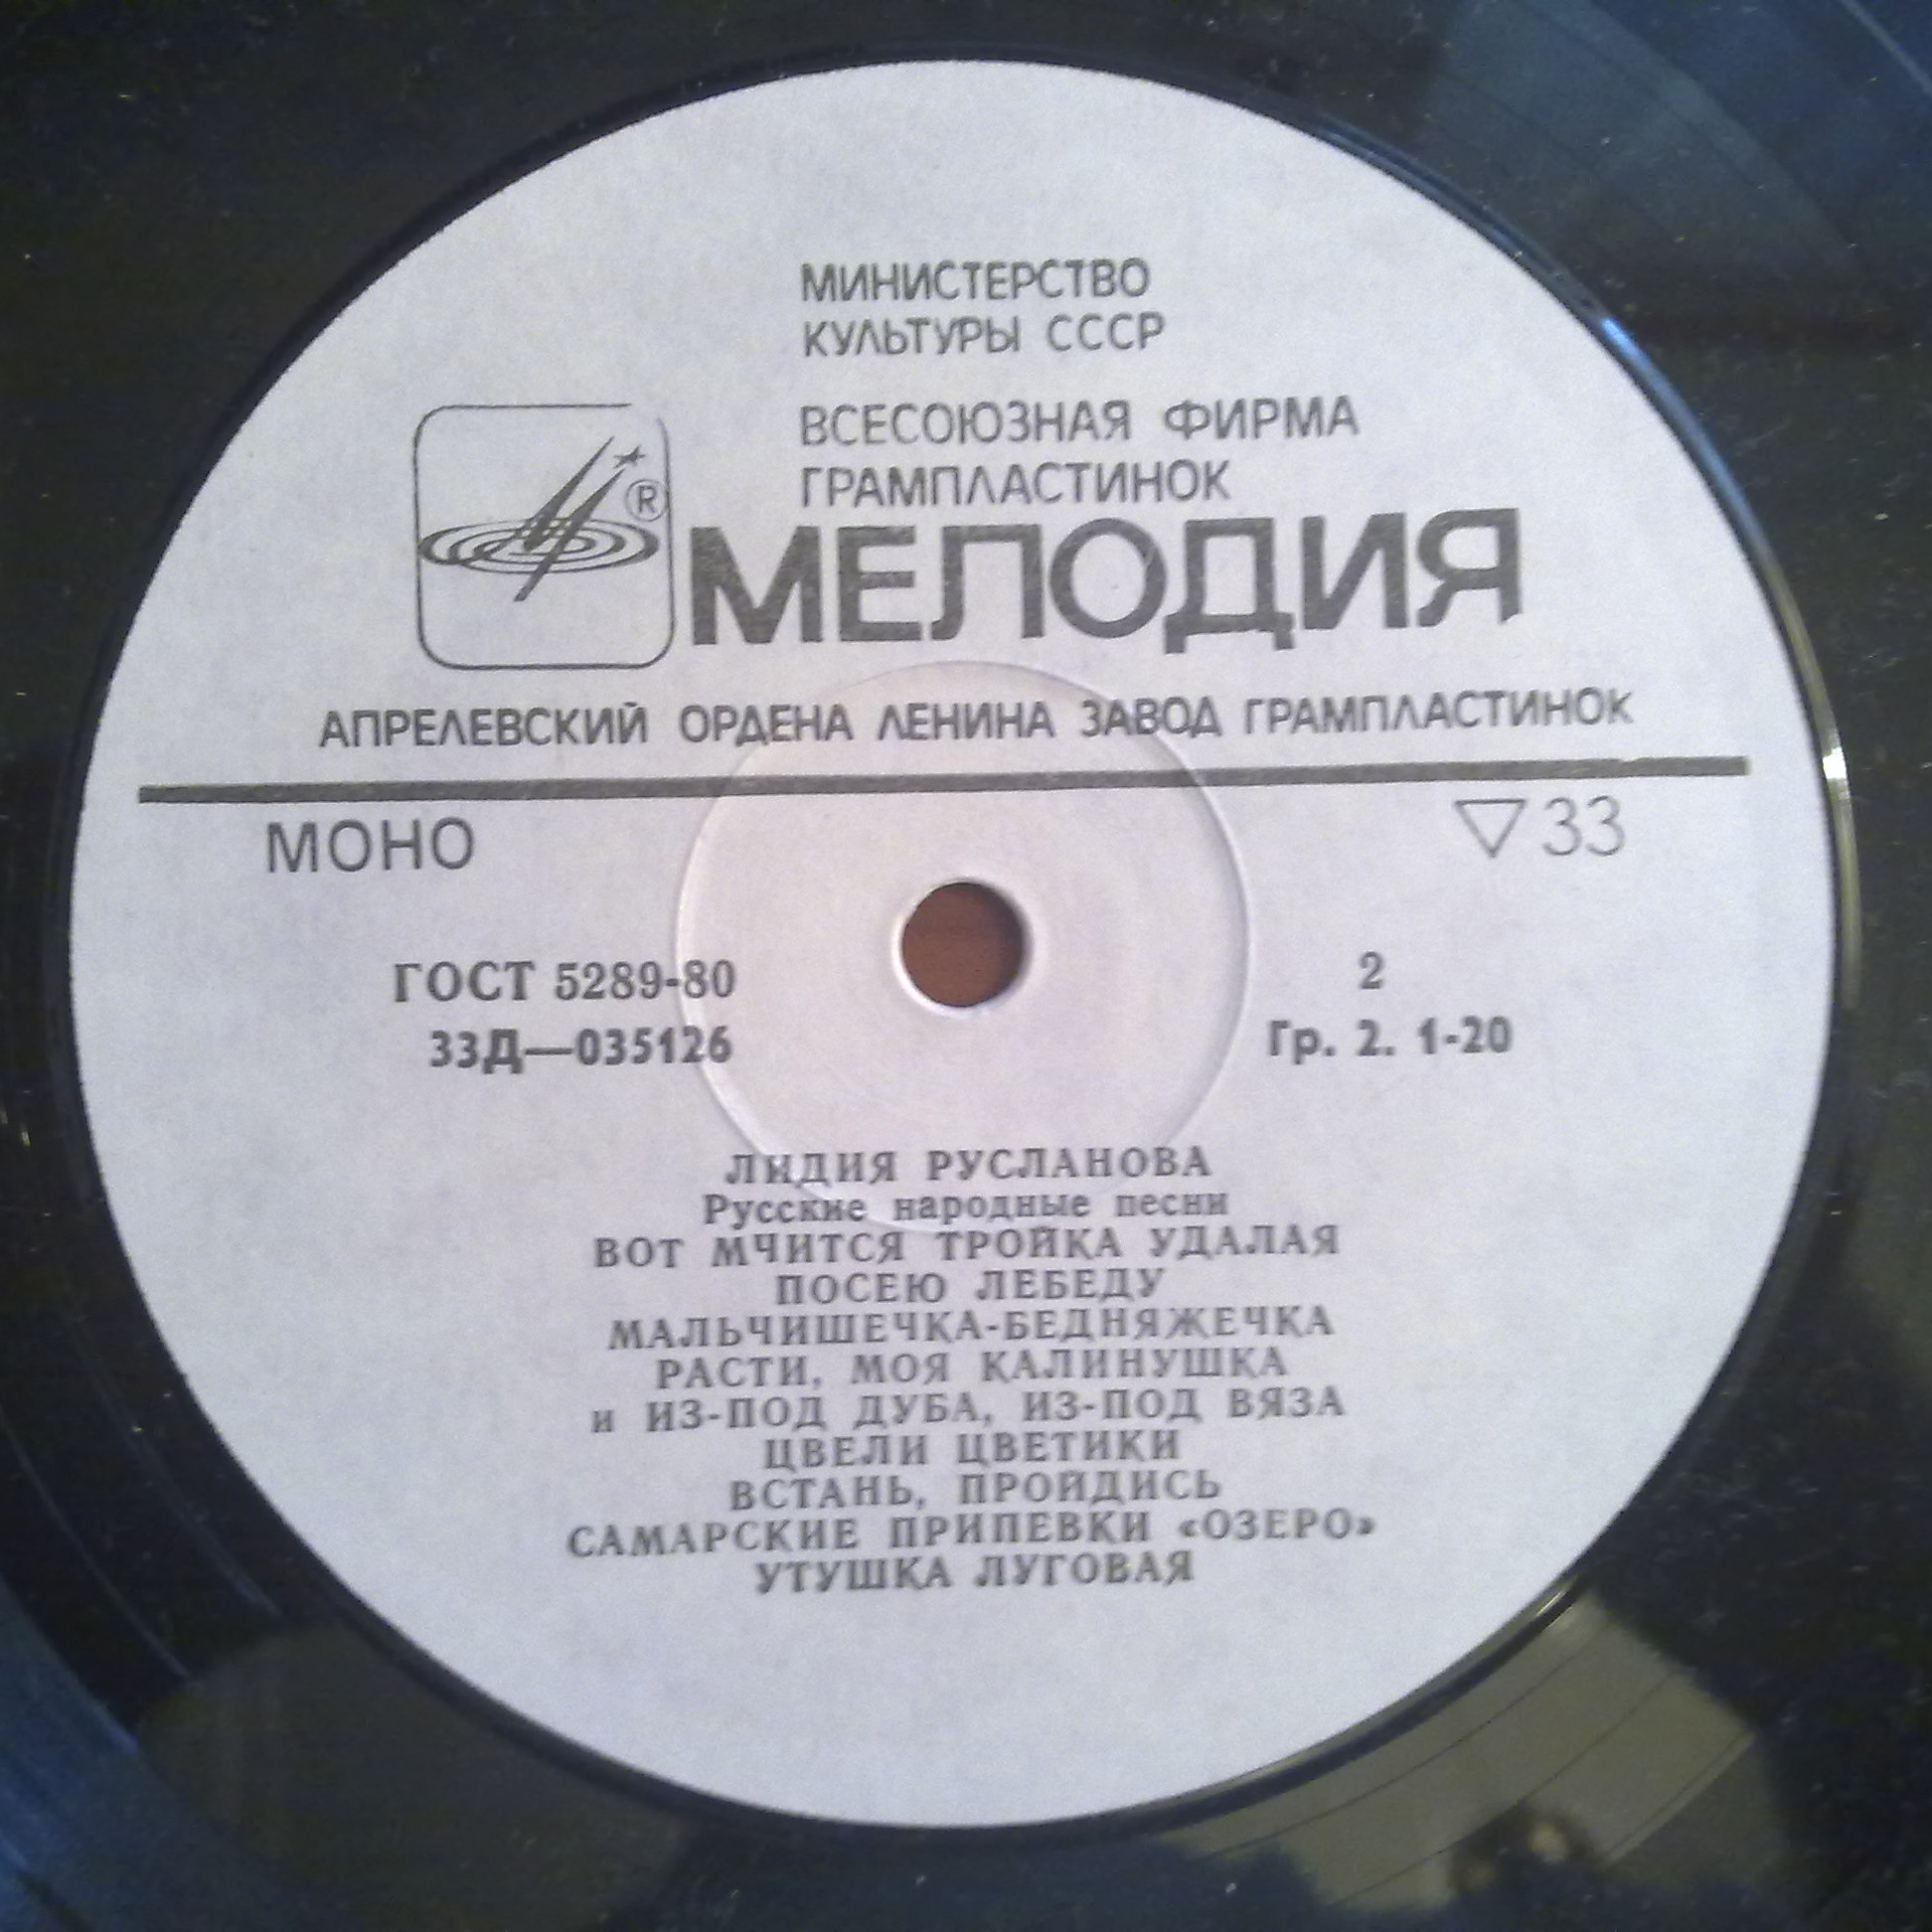 МИНИСТЕРСТВО
КУЛЬТУРЫ СССР
ВСЕСОЮЗНАЯ ФИРМА
ГРАМПЛАСТИНОК
®
МЕЛОДИЯ
АПРЕЛЕВСКИЙ ОРДЕНА ЛЕНИНА ЗАВОД ГРАМПЛАСТИНОК
МОНО ▽33
ГОСТ 5289-80 2
33Д—035126 Гр. 2. 1-20
ЛИДИЯ РУСЛАНОВА
Русские народные песни
ВОТ МЧИТСЯ ТРОЙКА УДАЛАЯ
ПОСЕЮ ЛЕБЕДУ
МАЛЬЧИШЕЧКА-БЕДНЯЖЕЧКА
РАСТИ, МОЯ КАЛИНУШКА
и ИЗ-ПОД ДУБА, ИЗ-ПОД ВЯЗА
ЦВЕЛИ ЦВЕТИКИ
ВСТАНЬ, ПРОЙДИСЬ
САМАРСКИЕ ПРИПЕВКИ «ОЗЕРО»
УТУШКА ЛУГОВАЯ